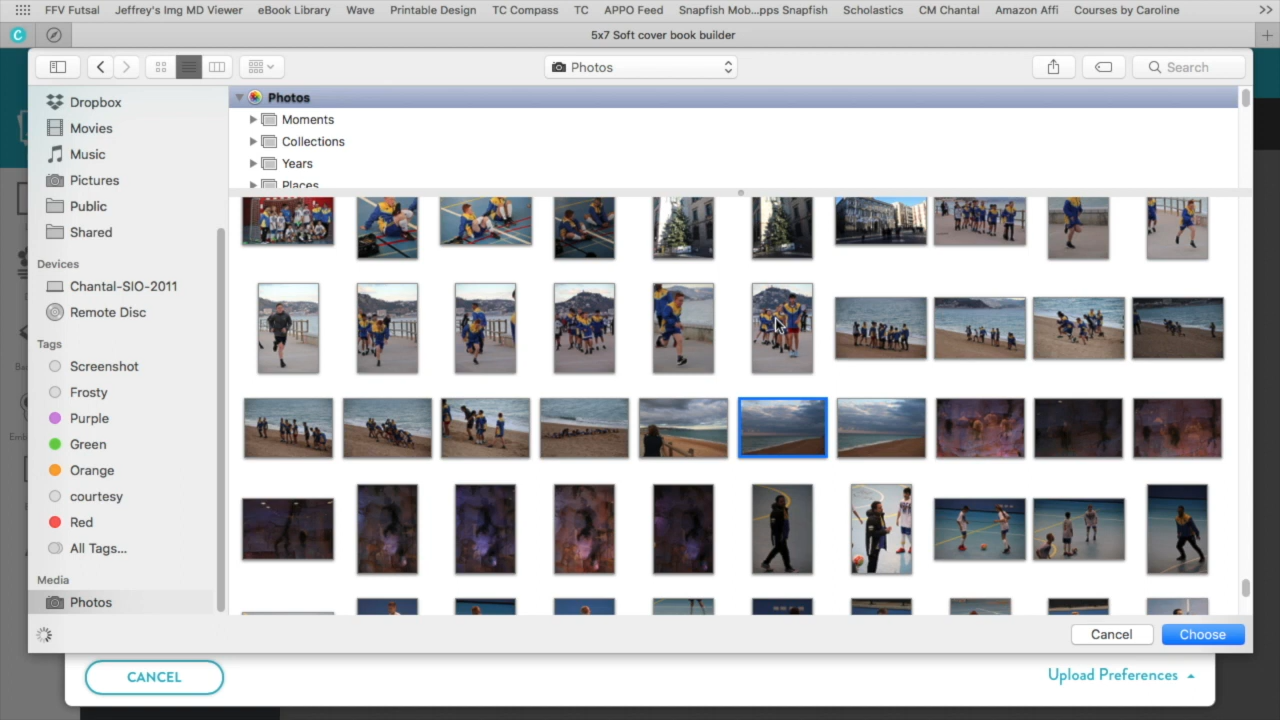 FFV Futsal Jeffrey's Img MD Viewer eBook Library Wave Printable Design TC Compass TC APPO Feed Snapfish Mob...pps Snapfish Scholastics CM Chantal Amazon Affi Courses by Caroline >>
C 5x7 Soft cover book builder +
Photos Search
Dropbox
Movies
Music
Pictures
Public
Shared
Devices
Chantal-SIO-2011
Remote Disc
Tags
Screenshot
Frosty
Purple
Green
Orange
courtesy
Red
All Tags...
Media
Photos
Photos
Moments
Collections
Years
Places
Cancel Choose
CANCEL Upload Preferences